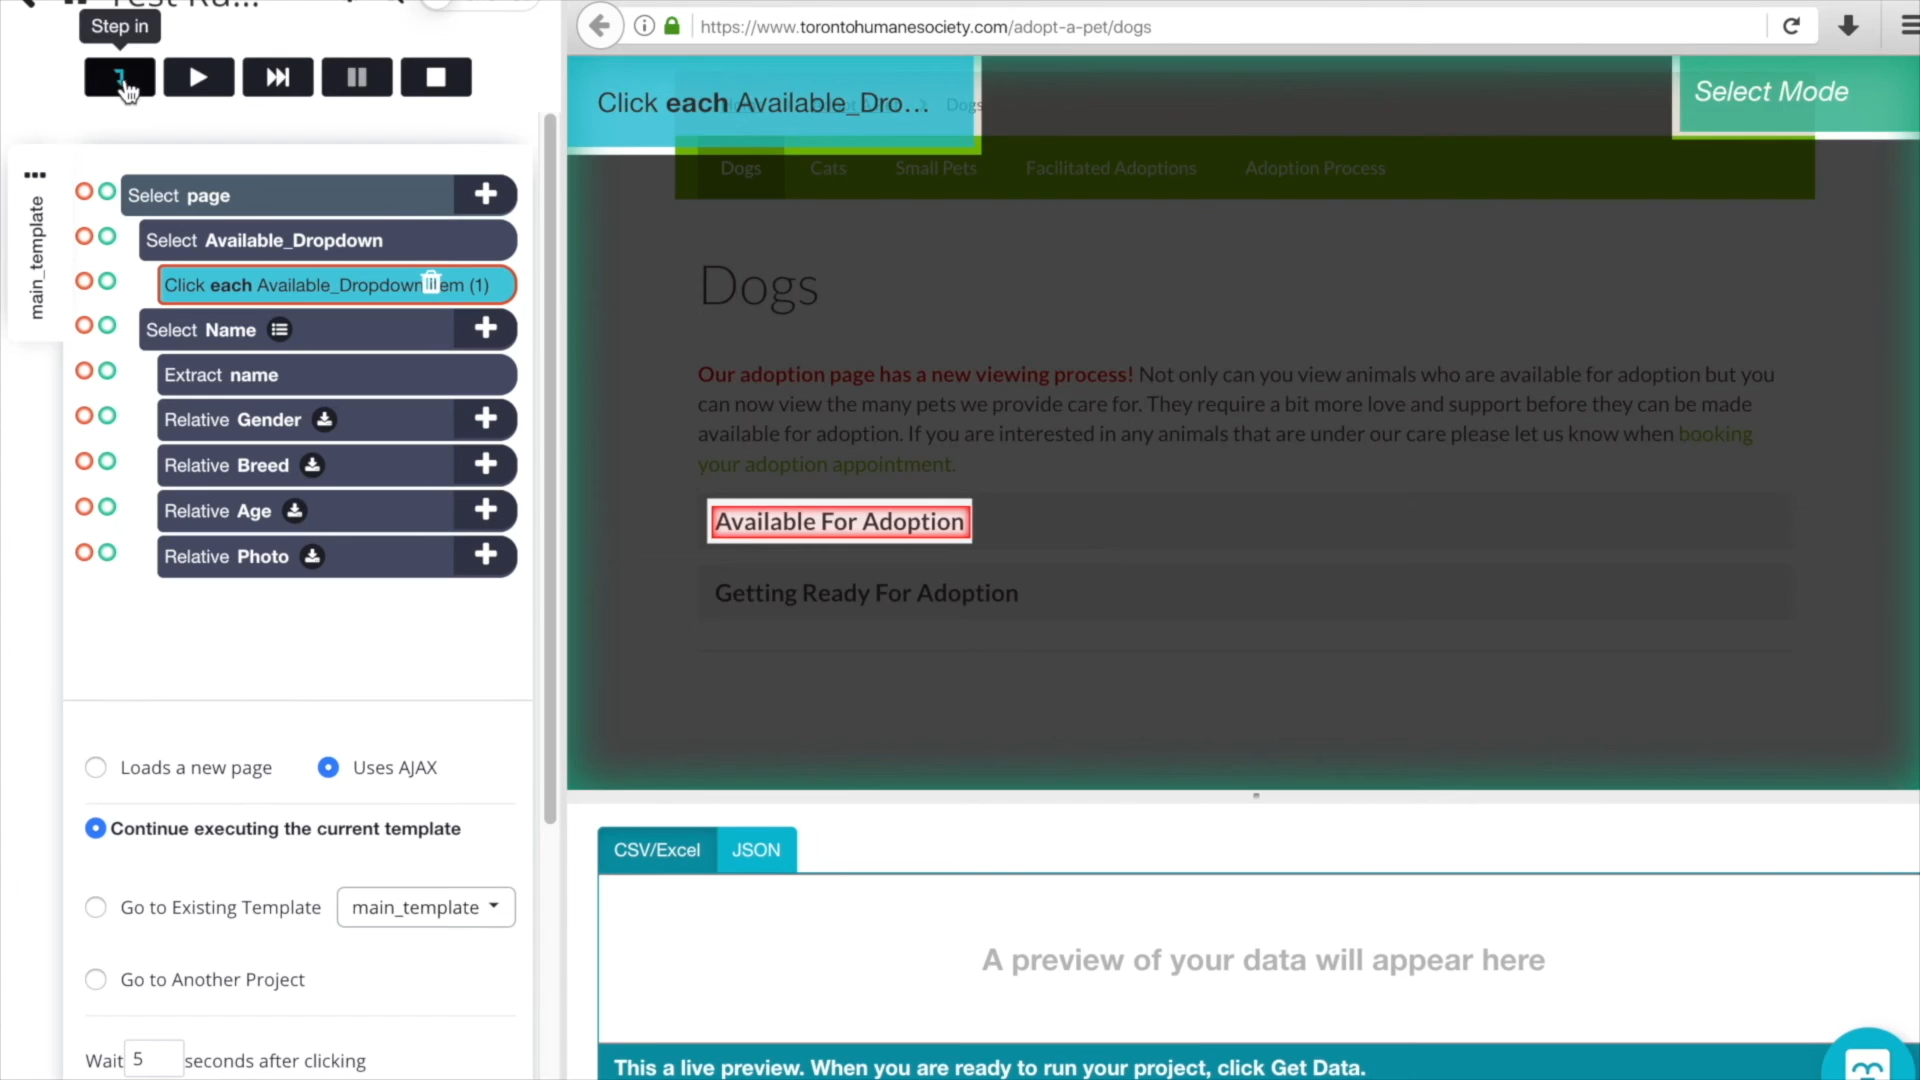 Step in
main_template
Select page
Select Available_Dropdown
Click each Available_Dropdown em (1)
Select Name
Extract name
Relative Gender
Relative Breed
Relative Age
Relative Photo
Loads a new page
Uses AJAX
Continue executing the current template
Go to Existing Template
main_template
Go to Another Project
Wait 5 seconds after clicking
https://www.torontohumanesociety.com/adopt-a-pet/dogs
Click each Available_Dro...
Dogs
Select Mode
Dogs
Cats
Small Pets
Facilitated Adoptions
Adoption Process
Dogs
Our adoption page has a new viewing process! Not only can you view animals who are available for adoption but you
can now view the many pets we provide care for. They require a bit more love and support before they can be made
available for adoption. If you are interested in any animals that are under our care please let us know when booking
your adoption appointment.
Available For Adoption
Getting Ready For Adoption
CSV/Excel
JSON
A preview of your data will appear here
This a live preview. When you are ready to run your project, click Get Data.